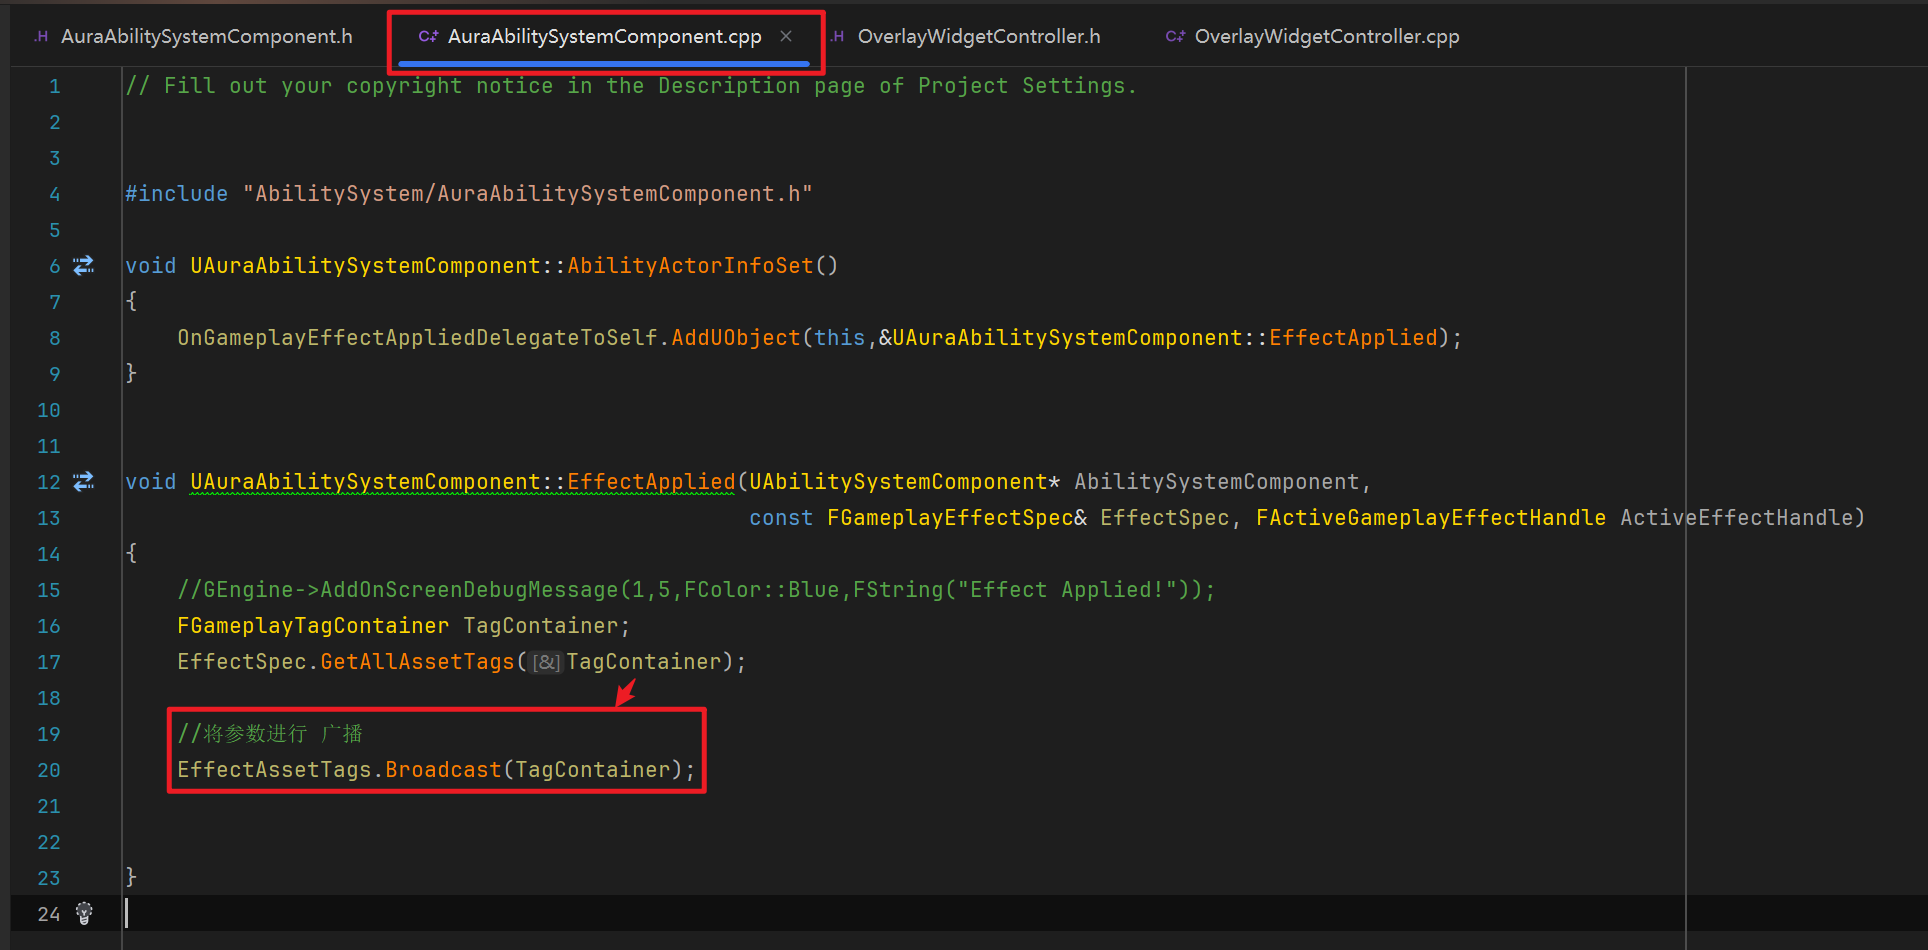 .H AuraAbilitySystemComponent.h C++ AuraAbilitySystemComponent.cpp × .H OverlayWidgetController.h C++ OverlayWidgetController.cpp
1 // Fill out your copyright notice in the Description page of Project Settings.
2
3
4 #include "AbilitySystem/AuraAbilitySystemComponent.h"
5
6 void UAuraAbilitySystemComponent::AbilityActorInfoSet()
7 {
8 OnGameplayEffectAppliedDelegateToSelf.AddUObject(this,&UAuraAbilitySystemComponent::EffectApplied);
9 }
10
11
12 void UAuraAbilitySystemComponent::EffectApplied(UAbilitySystemComponent* AbilitySystemComponent,
13 const FGameplayEffectSpec& EffectSpec, FActiveGameplayEffectHandle ActiveEffectHandle)
14 {
15 //GEngine->AddOnScreenDebugMessage(1,5,FColor::Blue,FString("Effect Applied!"));
16 FGameplayTagContainer TagContainer;
17 EffectSpec.GetAllAssetTags([&]TagContainer);
18
19 //将参数进行 广播
20 EffectAssetTags.Broadcast(TagContainer);
21
22
23 }
24